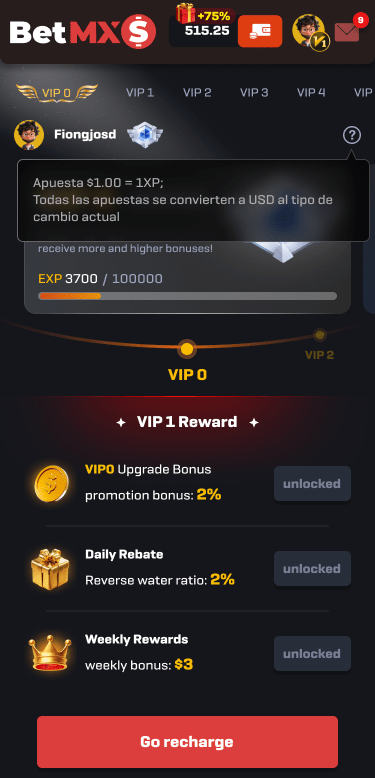 BetMX$
+75%
515.25
V1
9
VIP 0
VIP 1
VIP 2
VIP 3
VIP 4
VIP
Fiongjosd
?
Apuesta $1.00 = 1XP;
Todas las apuestas se convierten a USD al tipo de
cambio actual
receive more and higher bonuses!
EXP 3700 / 100000
VIP 0
VIP 2
VIP 1 Reward
VIP0 Upgrade Bonus
promotion bonus: 2%
unlocked
Daily Rebate
Reverse water ratio: 2%
unlocked
Weekly Rewards
weekly bonus: $3
unlocked
Go recharge